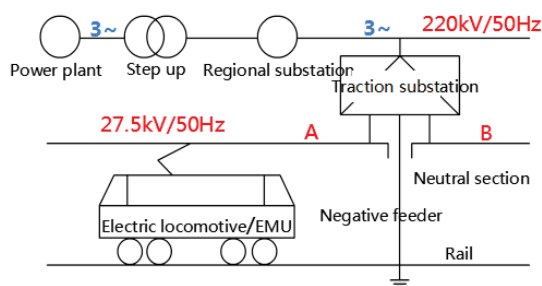 3~
3~
220kV/50Hz
Power plant
Step up
Regional substation
Traction substation
27.5kV/50Hz
A
B
Neutral section
Electric locomotive/EMU
Negative feeder
Rail